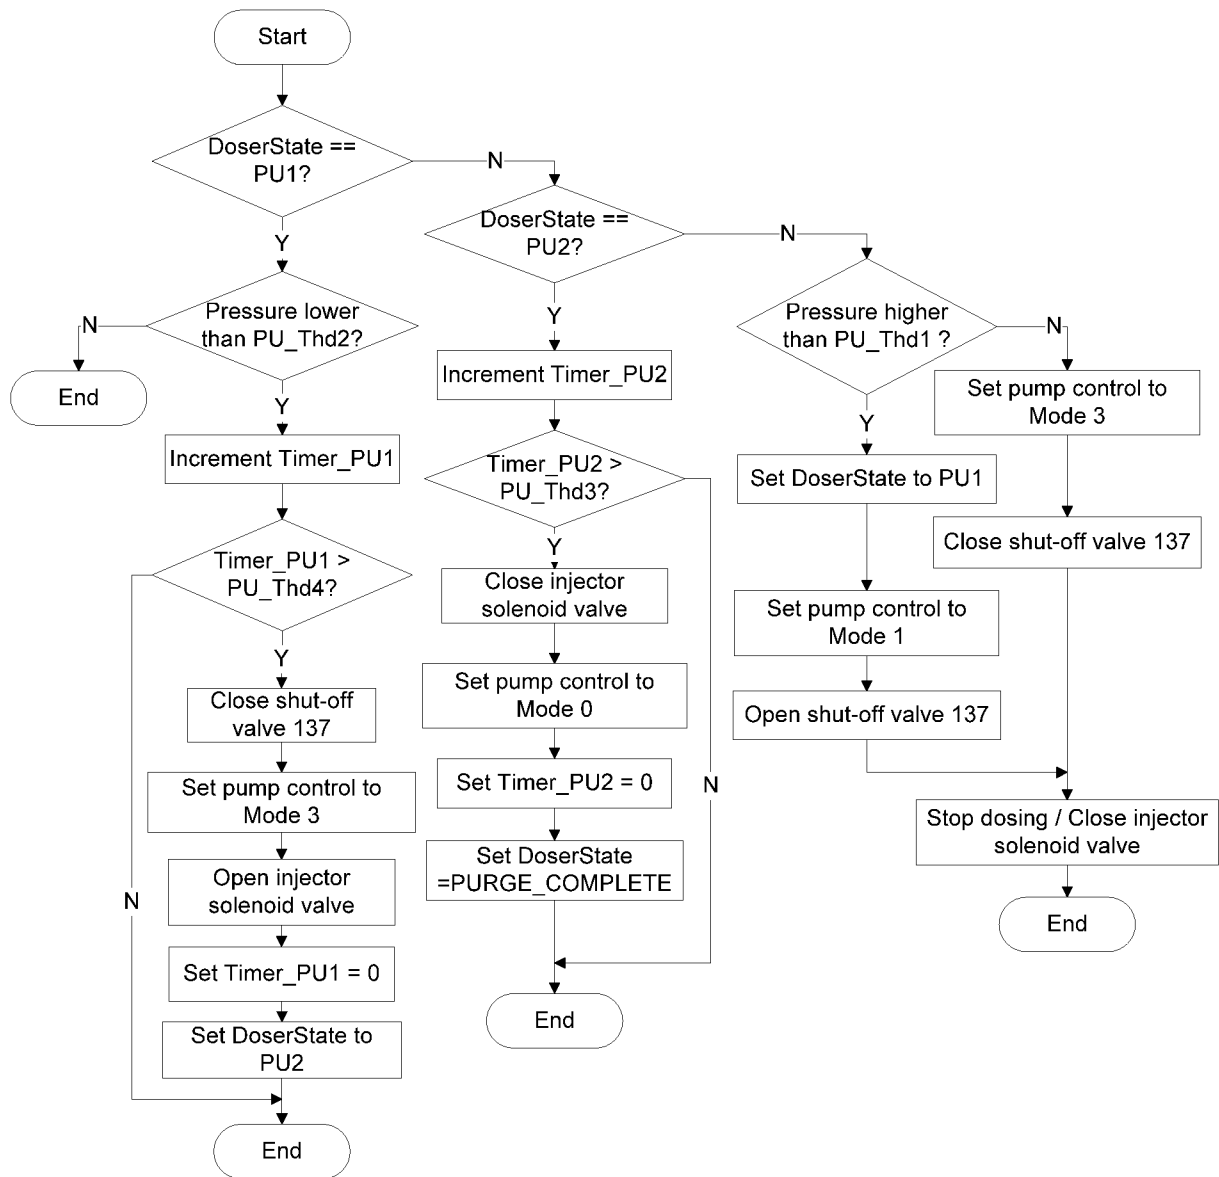 Start
DoserState ==
PU1?
N
Y
DoserState ==
PU2?
N
Y
Pressure lower
than PU_Thd2?
N
End
Y
Increment Timer_PU1
Timer_PU1 >
PU_Thd4?
Y
N
Close shut-off
valve 137
Set pump control to
Mode 3
Open injector
solenoid valve
Set Timer_PU1 = 0
Set DoserState to
PU2
End
Increment Timer_PU2
Timer_PU2 >
PU_Thd3?
Y
N
Close injector
solenoid valve
Set pump control to
Mode 0
Set Timer_PU2 = 0
Set DoserState
=PURGE_COMPLETE
End
Pressure higher
than PU_Thd1 ?
N
Y
Set DoserState to PU1
Set pump control to
Mode 1
Open shut-off valve 137
Set pump control to
Mode 3
Close shut-off valve 137
Stop dosing / Close injector
solenoid valve
End